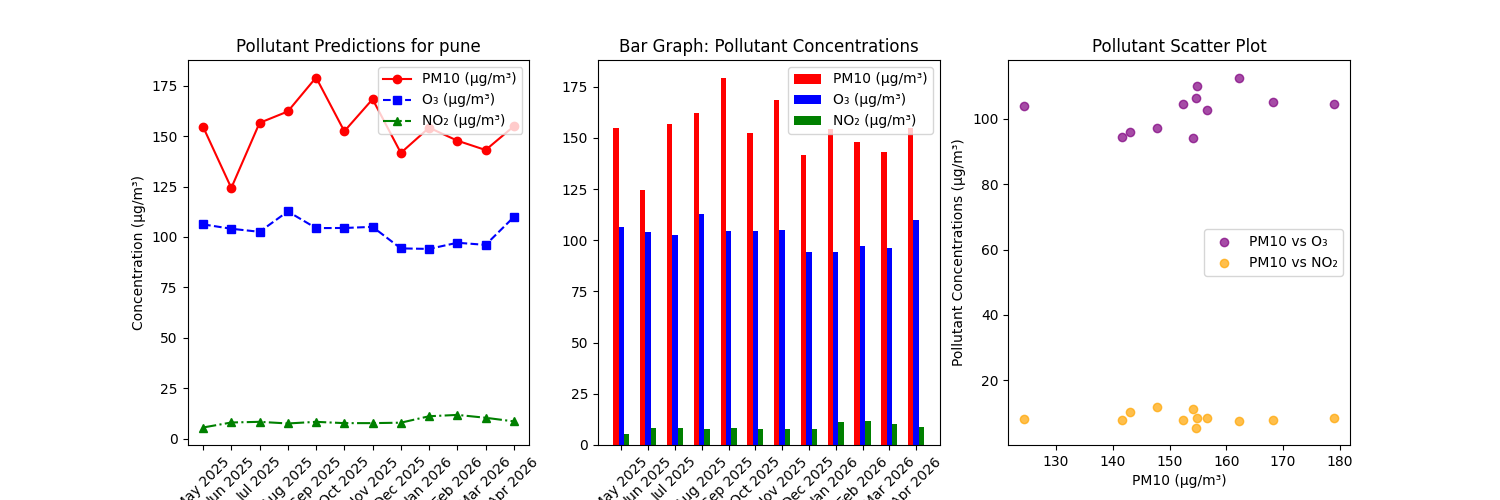 Pollutant Predictions for pune
Concentration (µg/m³)
175
150
125
100
75
50
25
0
PM10 (µg/m³)
O₃ (µg/m³)
NO₂ (µg/m³)
May 2025
Jun 2025
Jul 2025
Aug 2025
Sep 2025
Oct 2025
Nov 2025
Dec 2025
Jan 2026
Feb 2026
Mar 2026
Apr 2026
Bar Graph: Pollutant Concentrations
175
150
125
100
75
50
25
0
PM10 (µg/m³)
O₃ (µg/m³)
NO₂ (µg/m³)
May 2025
Jun 2025
Jul 2025
Aug 2025
Sep 2025
Oct 2025
Nov 2025
Dec 2025
Jan 2026
Feb 2026
Mar 2026
Apr 2026
Pollutant Scatter Plot
Pollutant Concentrations (µg/m³)
100
80
60
40
20
PM10 vs O₃
PM10 vs NO₂
130
140
150
160
170
180
PM10 (µg/m³)